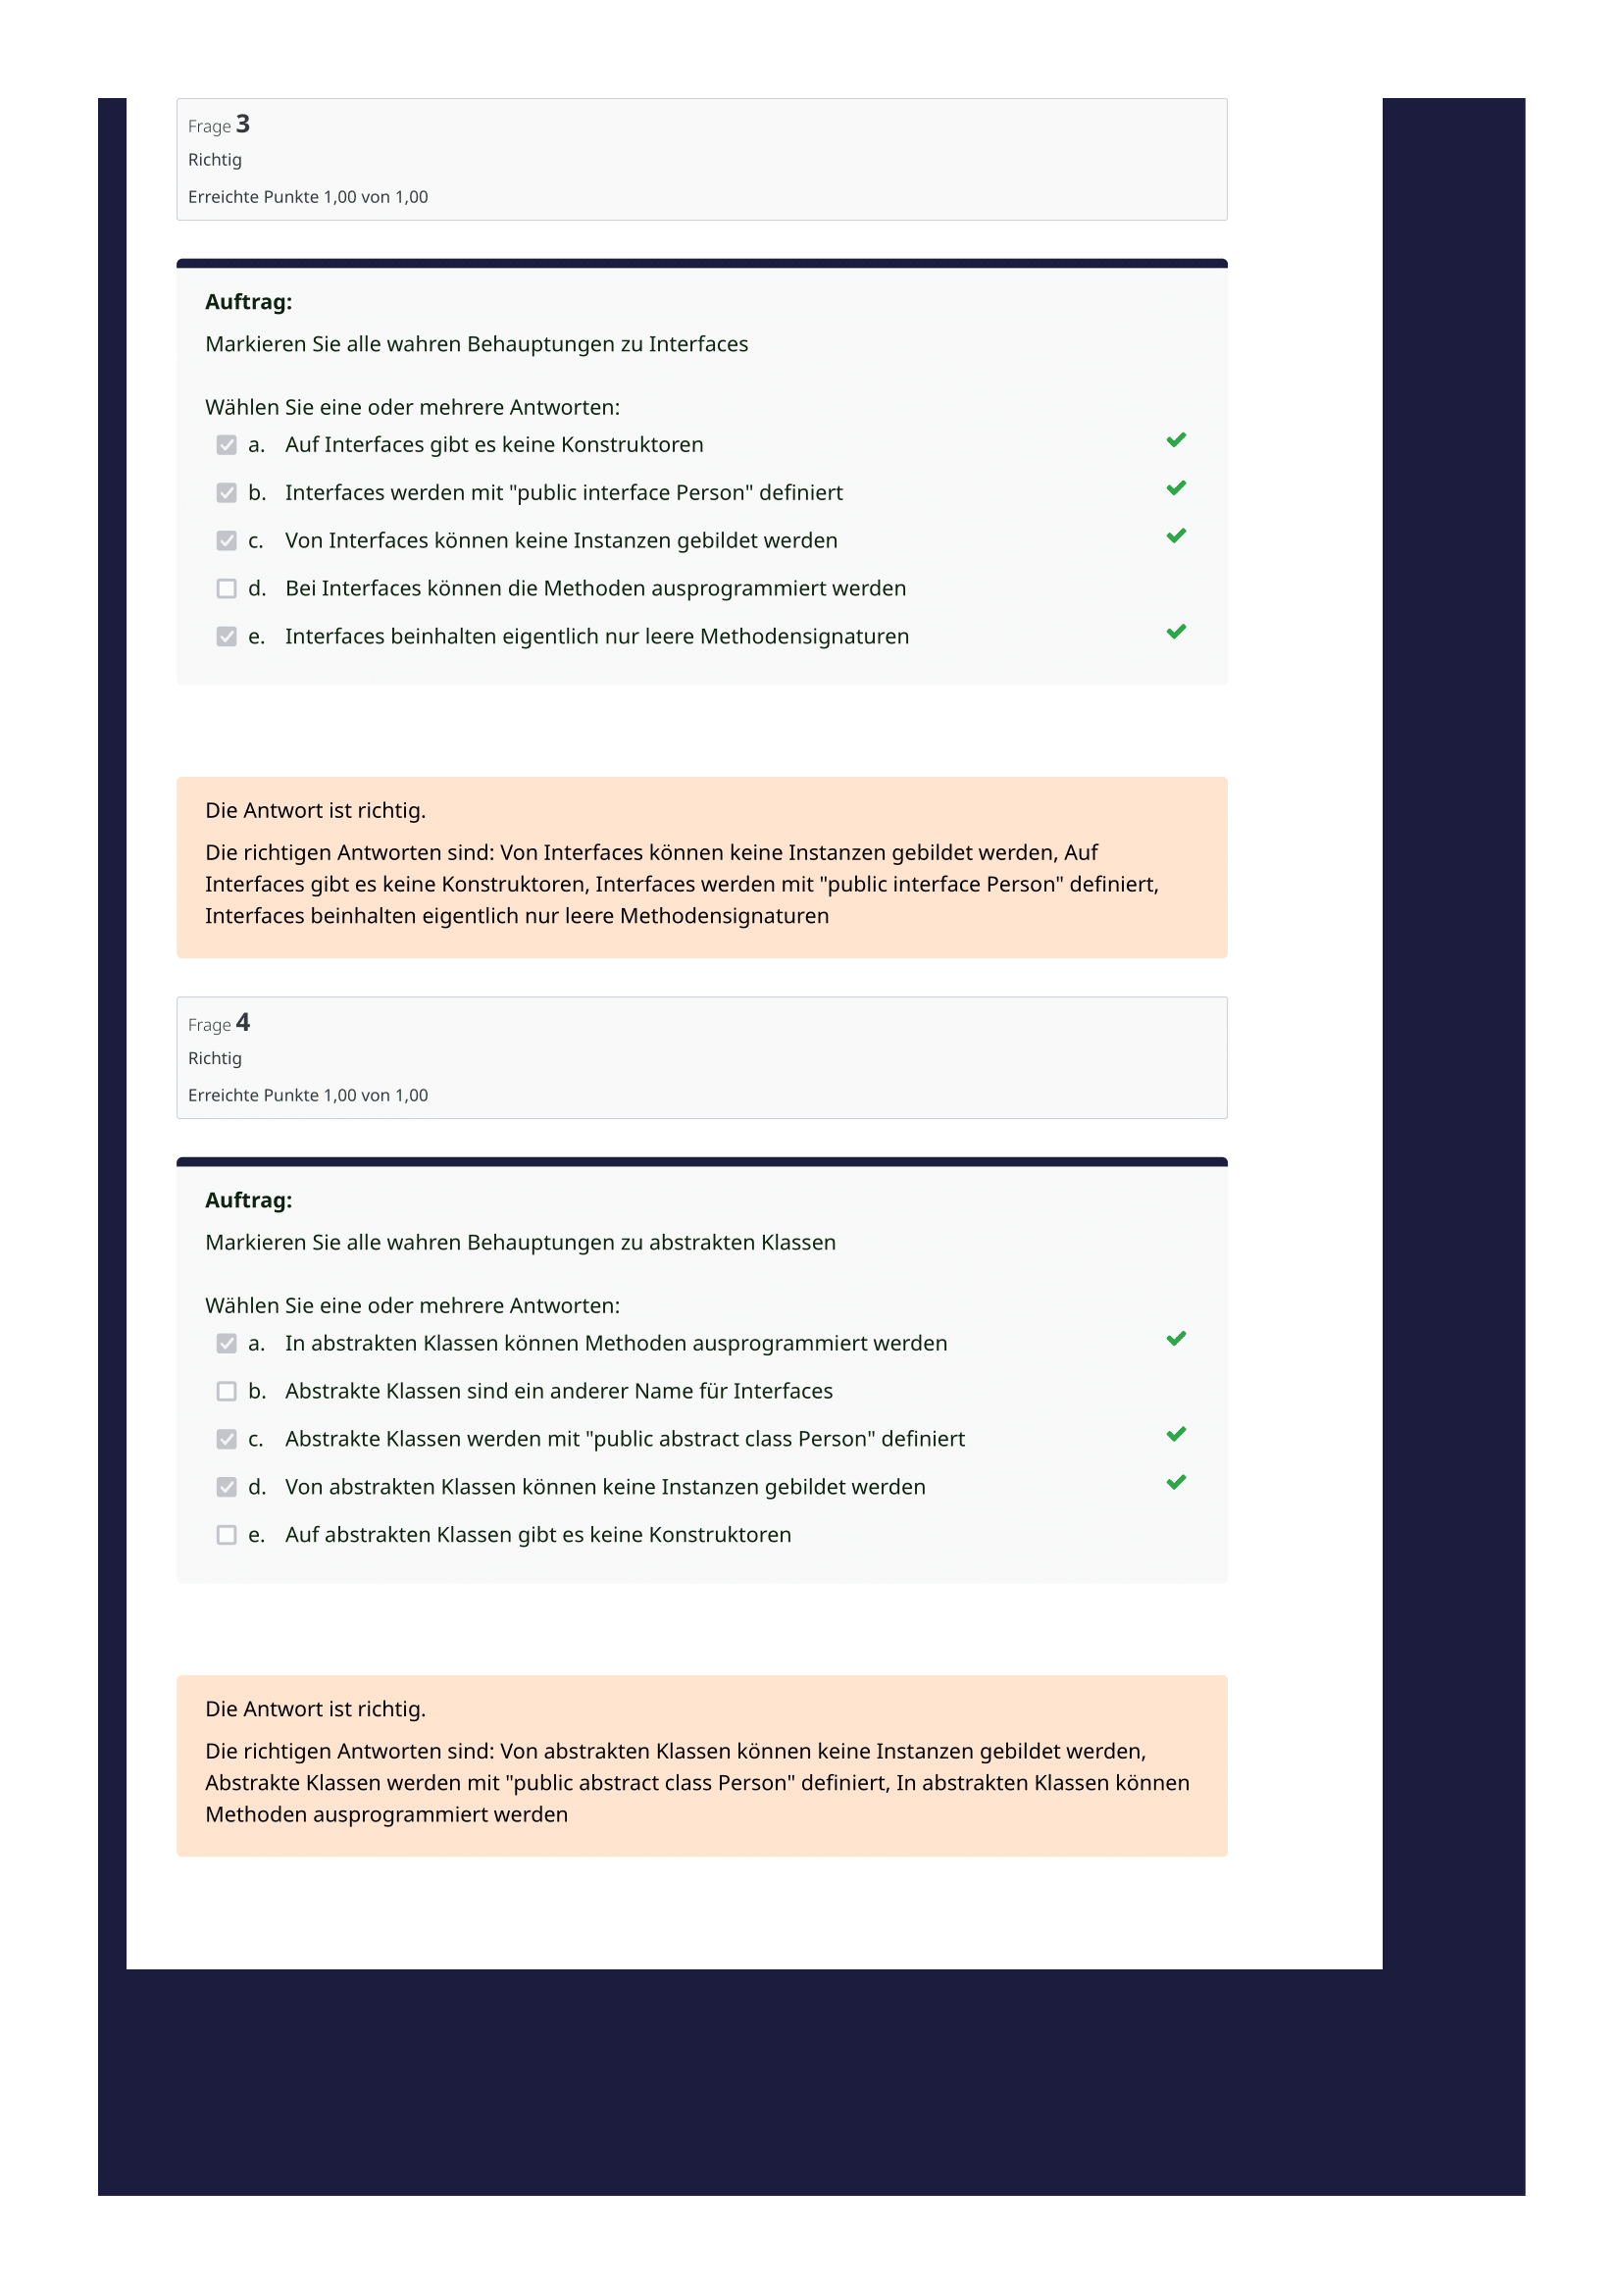 Frage 3
Richtig
Erreichte Punkte 1,00 von 1,00
Auftrag:
Markieren Sie alle wahren Behauptungen zu Interfaces
Wählen Sie eine oder mehrere Antworten:
a. Auf Interfaces gibt es keine Konstruktoren
b. Interfaces werden mit "public interface Person" definiert
c. Von Interfaces können keine Instanzen gebildet werden
d. Bei Interfaces können die Methoden ausprogrammiert werden
e. Interfaces beinhalten eigentlich nur leere Methodensignaturen
Die Antwort ist richtig.
Die richtigen Antworten sind: Von Interfaces können keine Instanzen gebildet werden, Auf
Interfaces gibt es keine Konstruktoren, Interfaces werden mit "public interface Person" definiert,
Interfaces beinhalten eigentlich nur leere Methodensignaturen
Frage 4
Richtig
Erreichte Punkte 1,00 von 1,00
Auftrag:
Markieren Sie alle wahren Behauptungen zu abstrakten Klassen
Wählen Sie eine oder mehrere Antworten:
a. In abstrakten Klassen können Methoden ausprogrammiert werden
b. Abstrakte Klassen sind ein anderer Name für Interfaces
c. Abstrakte Klassen werden mit "public abstract class Person" definiert
d. Von abstrakten Klassen können keine Instanzen gebildet werden
e. Auf abstrakten Klassen gibt es keine Konstruktoren
Die Antwort ist richtig.
Die richtigen Antworten sind: Von abstrakten Klassen können keine Instanzen gebildet werden,
Abstrakte Klassen werden mit "public abstract class Person" definiert, In abstrakten Klassen können
Methoden ausprogrammiert werden